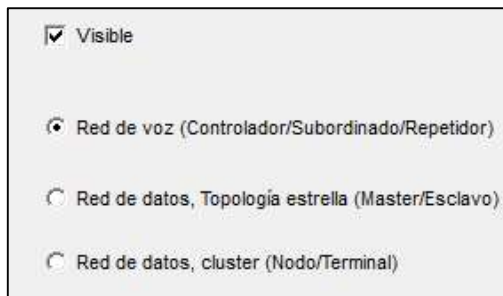 Visible
Red de voz (Controlador/Subordinado/Repetidor)
Red de datos, Topología estrella (Master/Esclavo)
Red de datos, cluster (Nodo/Terminal)